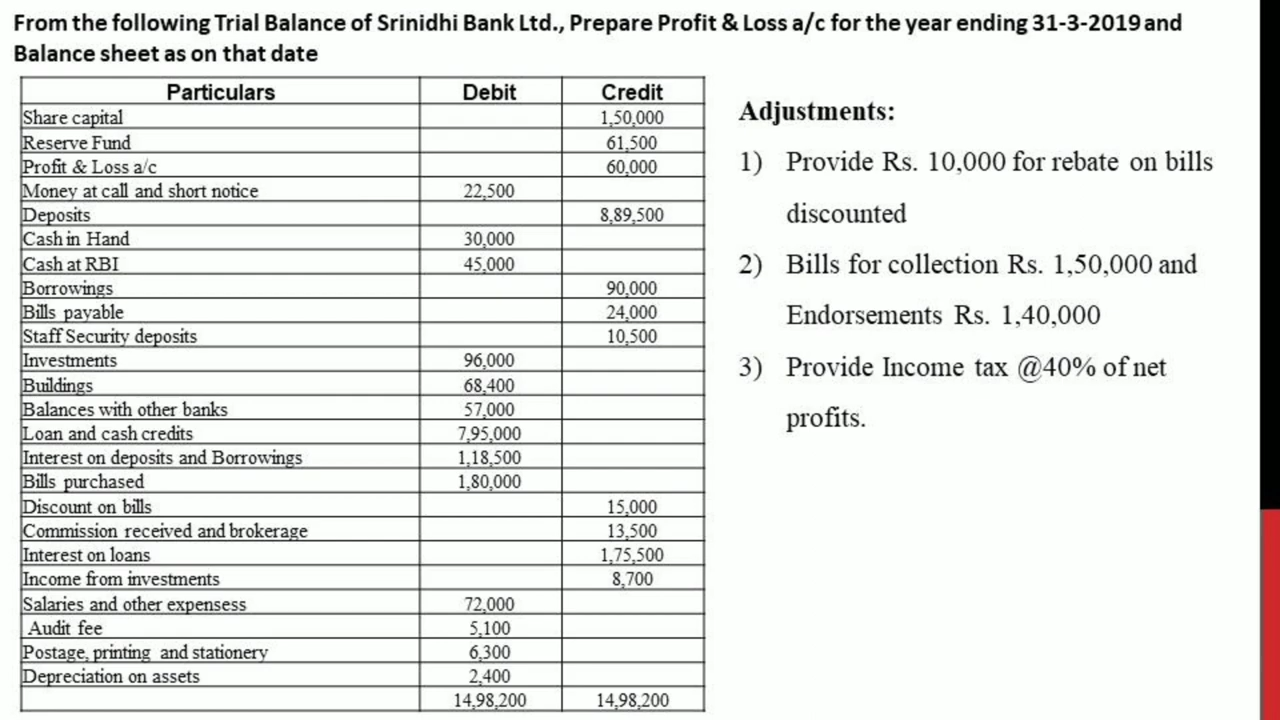 From the following Trial Balance of Srinidhi Bank Ltd., Prepare Profit & Loss a/c for the year ending 31-3-2019 and
Balance sheet as on that date
Particulars Debit Credit
Share capital 1,50,000
Reserve Fund 61,500
Profit & Loss a/c 60,000
Money at call and short notice 22,500
Deposits 8,89,500
Cash in Hand 30,000
Cash at RBI 45,000
Borrowings 90,000
Bills payable 24,000
Staff Security deposits 10,500
Investments 96,000
Buildings 68,400
Balances with other banks 57,000
Loan and cash credits 7,95,000
Interest on deposits and Borrowings 1,18,500
Bills purchased 1,80,000
Discount on bills 15,000
Commission received and brokerage 13,500
Interest on loans 1,75,500
Income from investments 8,700
Salaries and other expensess 72,000
Audit fee 5,100
Postage, printing and stationery 6,300
Depreciation on assets 2,400
14,98,200 14,98,200
Adjustments:
1) Provide Rs. 10,000 for rebate on bills
discounted
2) Bills for collection Rs. 1,50,000 and
Endorsements Rs. 1,40,000
3) Provide Income tax @40% of net
profits.